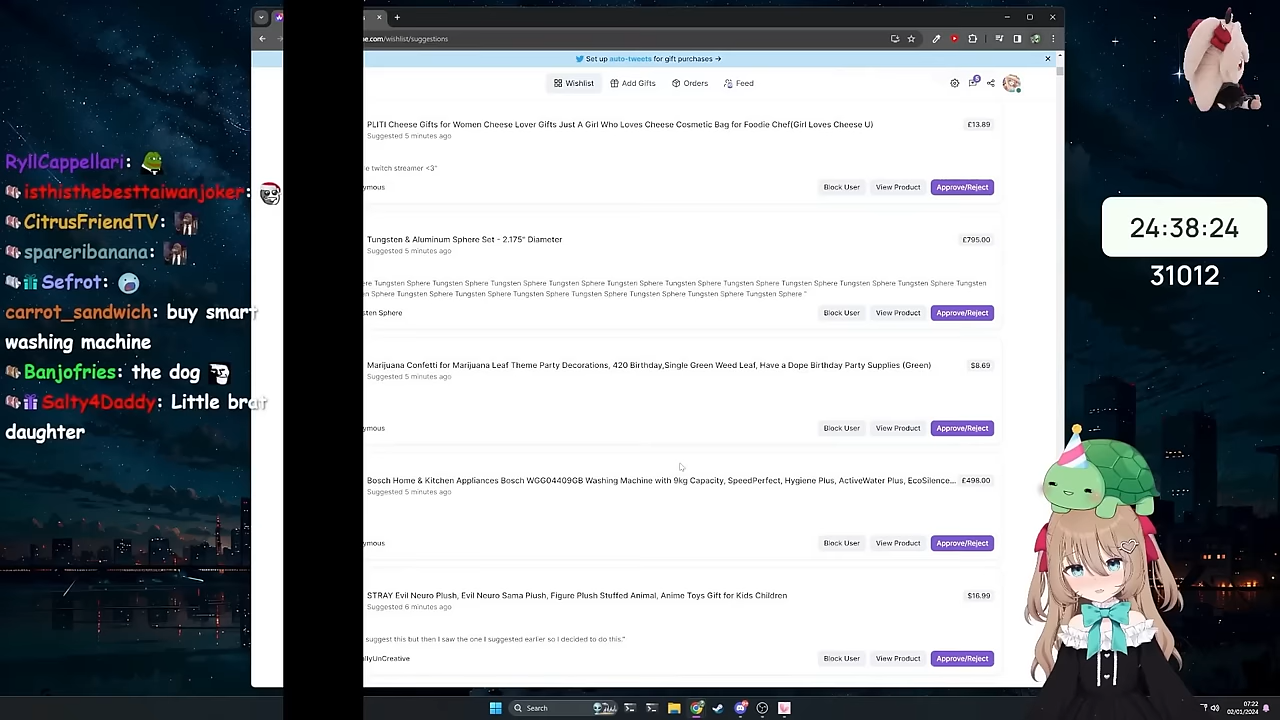 e.com/wishlist/suggestions
Set up auto-tweets for gift purchases →
Wishlist
Add Gifts
Orders
Feed
PLITI Cheese Gifts for Women Cheese Lover Gifts Just A Girl Who Loves Cheese Cosmetic Bag for Foodie Chef(Girl Loves Cheese U)
£13.89
Suggested 5 minutes ago
e twitch streamer <3"
ymous
Block User
View Product
Approve/Reject
Tungsten & Aluminum Sphere Set - 2.175" Diameter
£795.00
Suggested 5 minutes ago
ere Tungsten Sphere Tungsten Sphere Tungsten Sphere Tungsten Sphere Tungsten Sphere Tungsten Sphere Tungsten Sphere Tungsten Sphere Tungsten Sphere Tungsten
en Sphere Tungsten Sphere Tungsten Sphere Tungsten Sphere Tungsten Sphere Tungsten Sphere Tungsten Sphere Tungsten Sphere "
sten Sphere
Block User
View Product
Approve/Reject
Marijuana Confetti for Marijuana Leaf Theme Party Decorations, 420 Birthday,Single Green Weed Leaf, Have a Dope Birthday Party Supplies (Green)
$8.69
Suggested 5 minutes ago
ymous
Block User
View Product
Approve/Reject
Bosch Home & Kitchen Appliances Bosch WGG04409GB Washing Machine with 9kg Capacity, SpeedPerfect, Hygiene Plus, ActiveWater Plus, EcoSilence...
£498.00
Suggested 5 minutes ago
ymous
Block User
View Product
Approve/Reject
STRAY Evil Neuro Plush, Evil Neuro Sama Plush, Figure Plush Stuffed Animal, Anime Toys Gift for Kids Children
$16.99
Suggested 6 minutes ago
suggest this but then I saw the one I suggested earlier so I decided to do this."
llyUnCreative
Block User
View Product
Approve/Reject
RyllCappellari:
isthisthebesttaiwanjoker:
CitrusFriendTV:
spareribanana:
Sefrot:
carrot_sandwich: buy smart
washing machine
Banjofries: the dog
Salty4Daddy: Little brat
daughter
24:38:24
31012
Search
07:22
02/01/2024